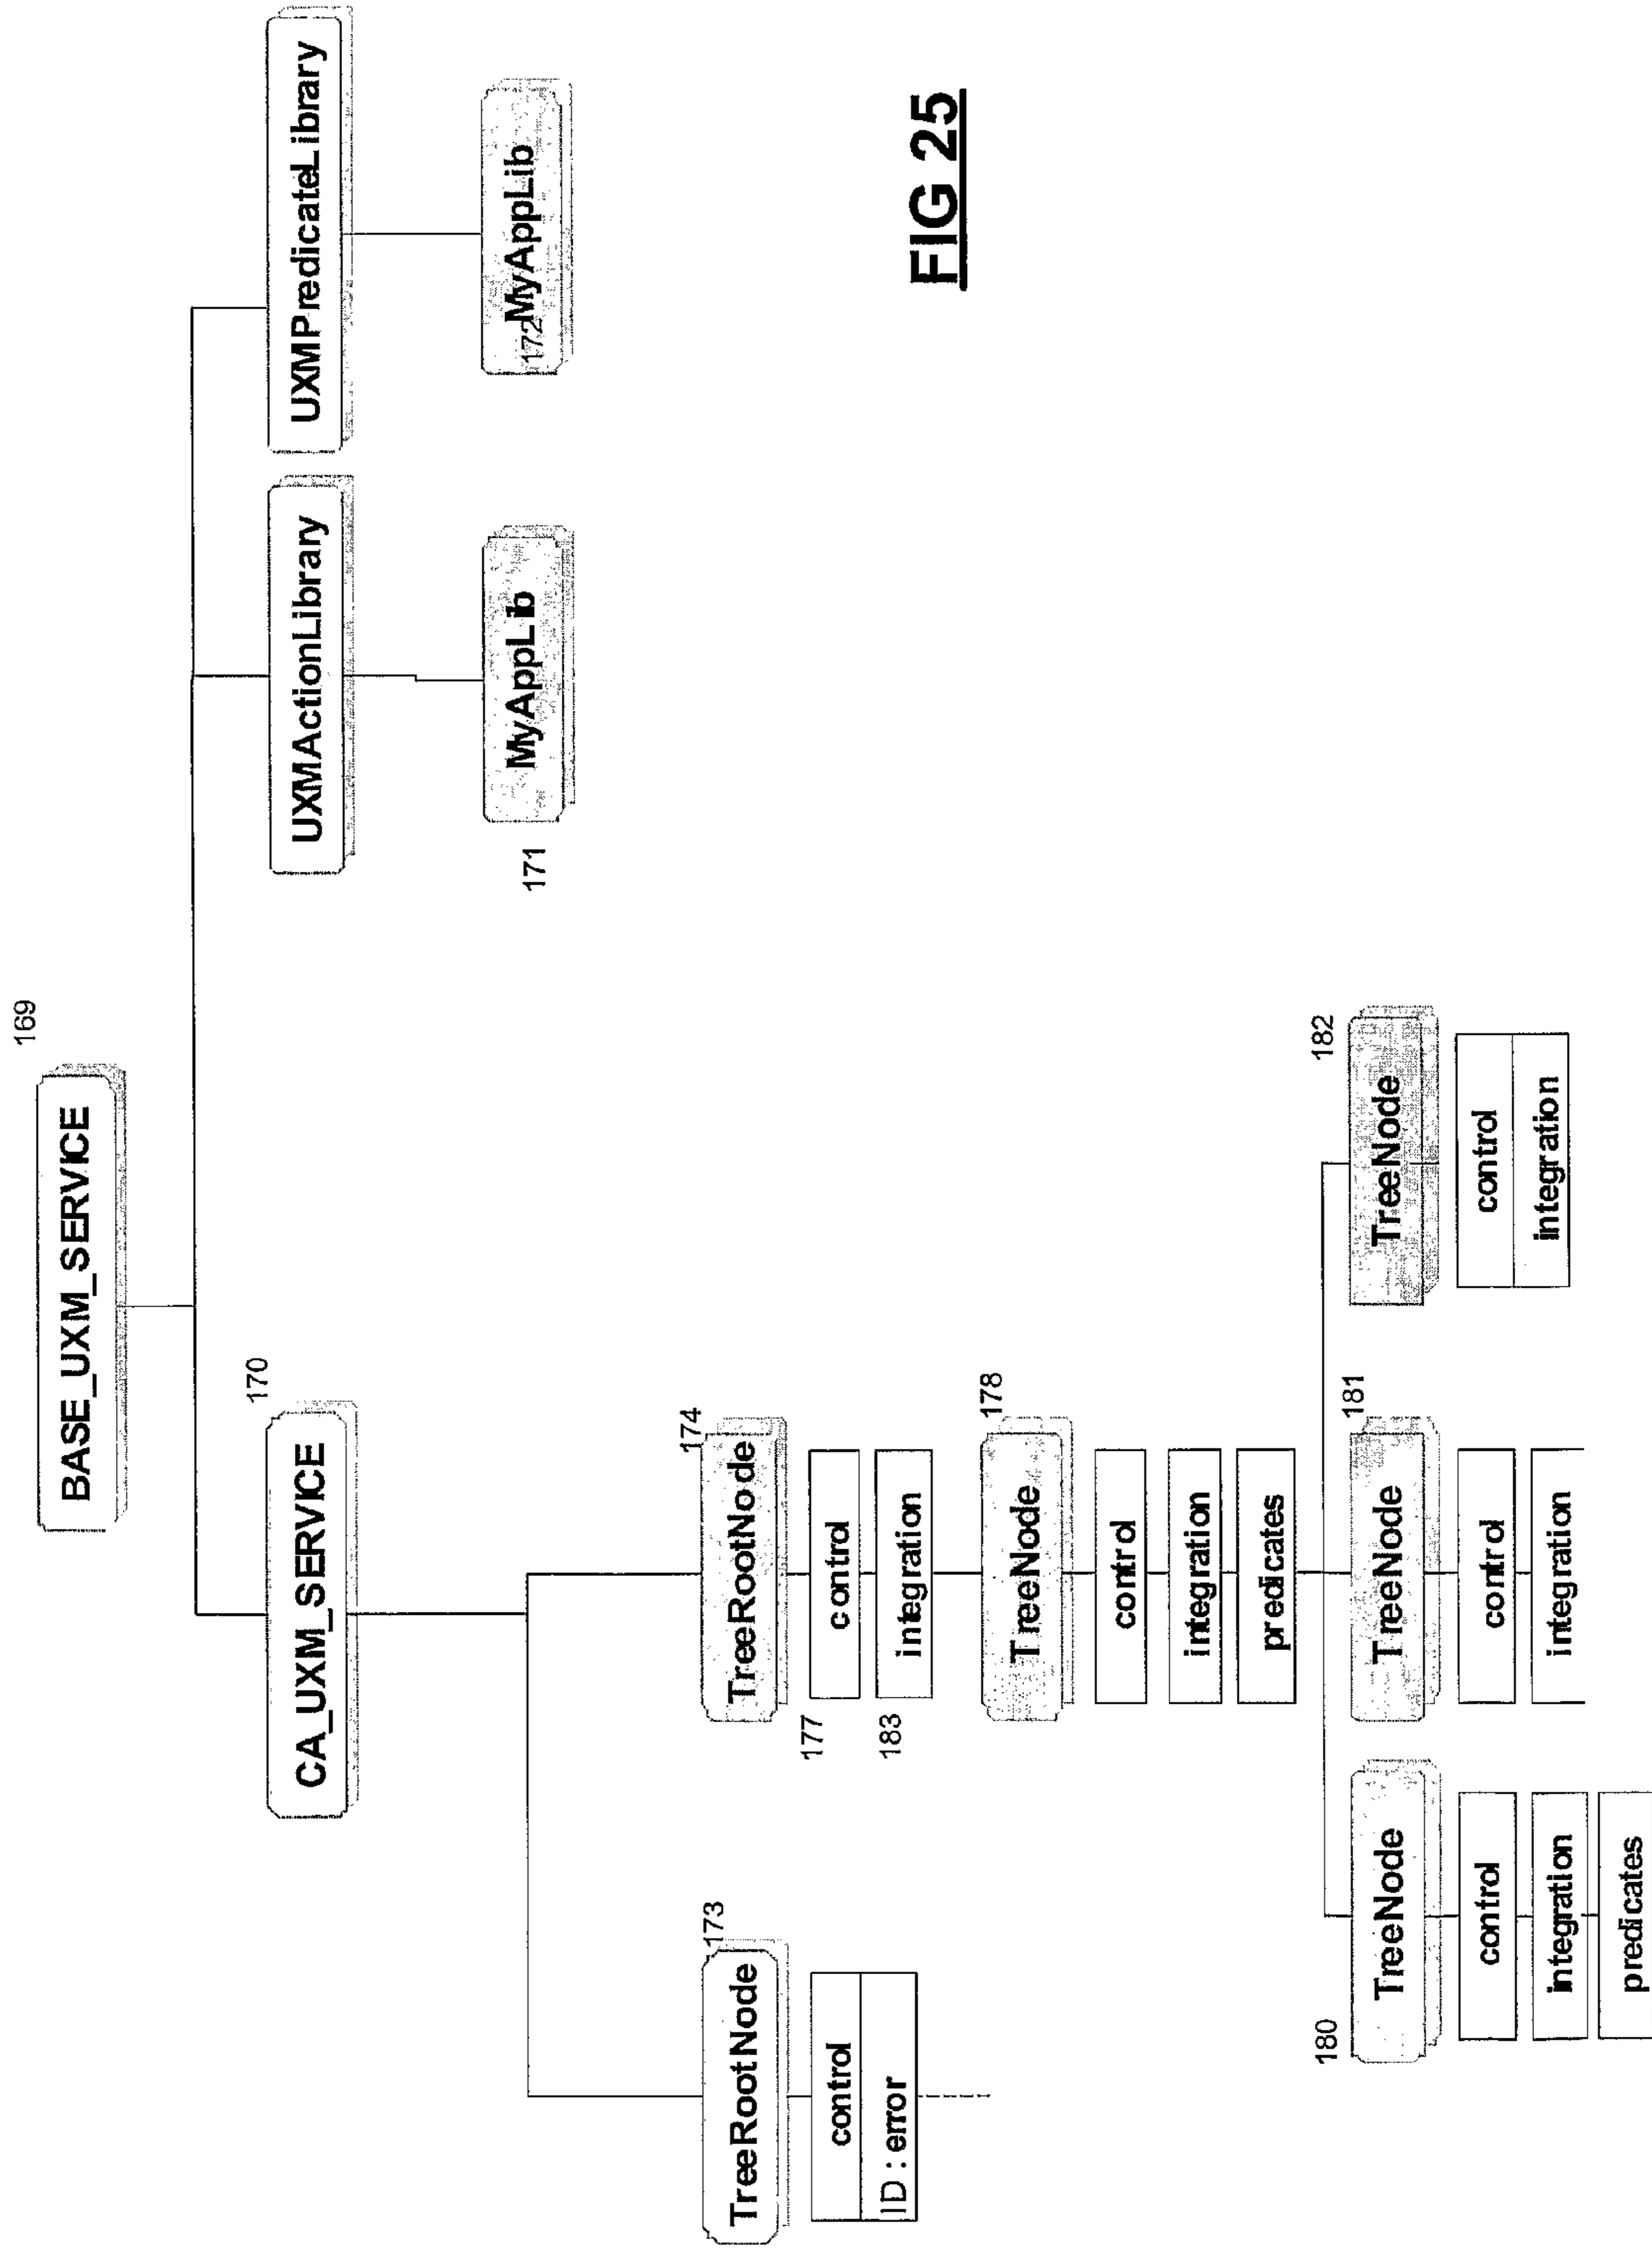 169
BASE_UXM_SERVICE
170
CA_UXM_SERVICE
UXMActionLibrary
UXMPredicateLibrary
171
MyAppLib
172
MyAppLib
173
TreeRootNode
control
ID : error
174
TreeRootNode
177
control
183
integration
178
TreeNode
control
integration
predicates
180
TreeNode
control
integration
predicates
181
TreeNode
control
integration
182
TreeNode
control
integration
FIG 25